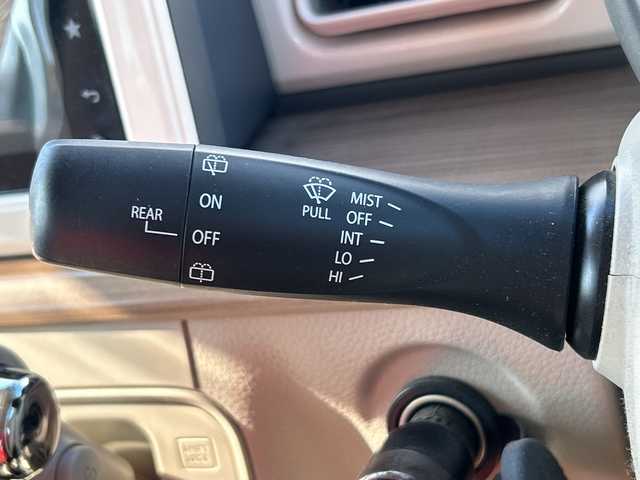 REAR
ON
OFF
PULL
MIST
OFF
INT
LO
HI